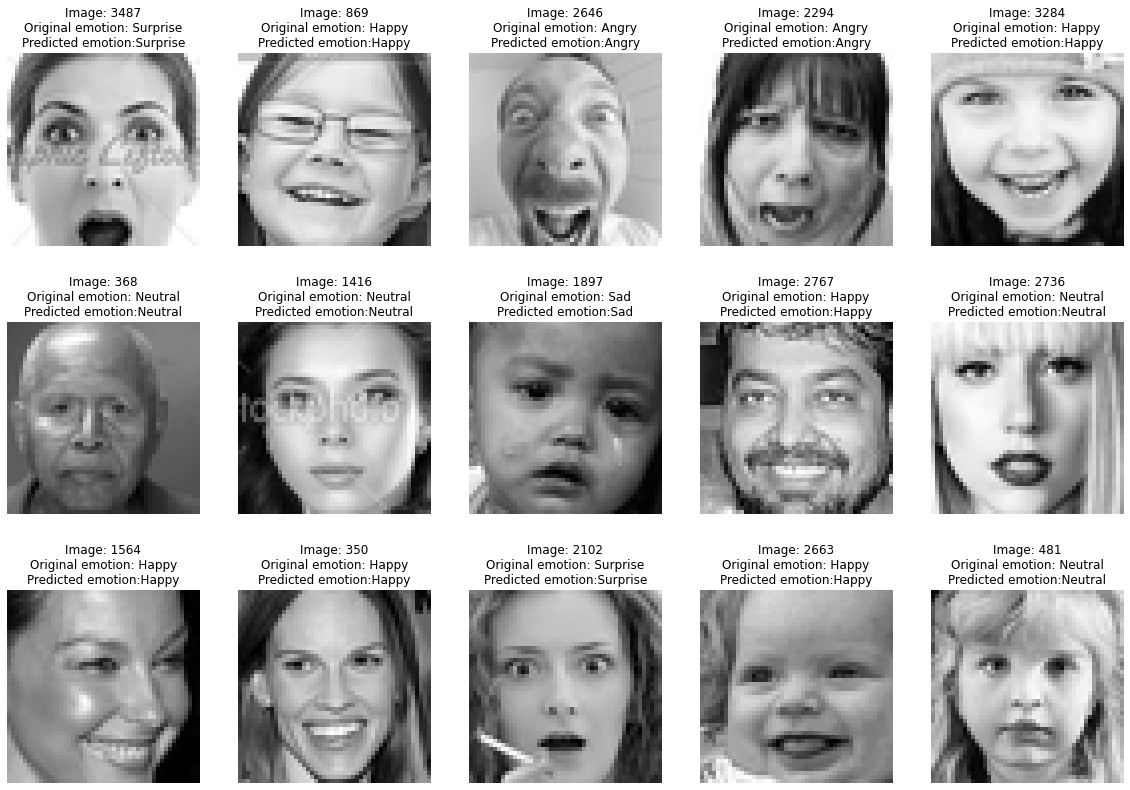 Image: 3487
Original emotion: Surprise
Predicted emotion:Surprise
Image: 869
Original emotion: Happy
Predicted emotion:Happy
Image: 2646
Original emotion: Angry
Predicted emotion:Angry
Image: 2294
Original emotion: Angry
Predicted emotion:Angry
Image: 3284
Original emotion: Happy
Predicted emotion:Happy
Image: 368
Original emotion: Neutral
Predicted emotion:Neutral
Image: 1416
Original emotion: Neutral
Predicted emotion:Neutral
Image: 1897
Original emotion: Sad
Predicted emotion:Sad
Image: 2767
Original emotion: Happy
Predicted emotion:Happy
Image: 2736
Original emotion: Neutral
Predicted emotion:Neutral
Image: 1564
Original emotion: Happy
Predicted emotion:Happy
Image: 350
Original emotion: Happy
Predicted emotion:Happy
Image: 2102
Original emotion: Surprise
Predicted emotion:Surprise
Image: 2663
Original emotion: Happy
Predicted emotion:Happy
Image: 481
Original emotion: Neutral
Predicted emotion:Neutral